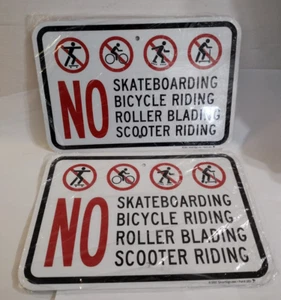 NO
SKATEBOARDING
BICYCLE RIDING
ROLLER BLADING
SCOOTER RIDING
NO
SKATEBOARDING
BICYCLE RIDING
ROLLER BLADING
SCOOTER RIDING